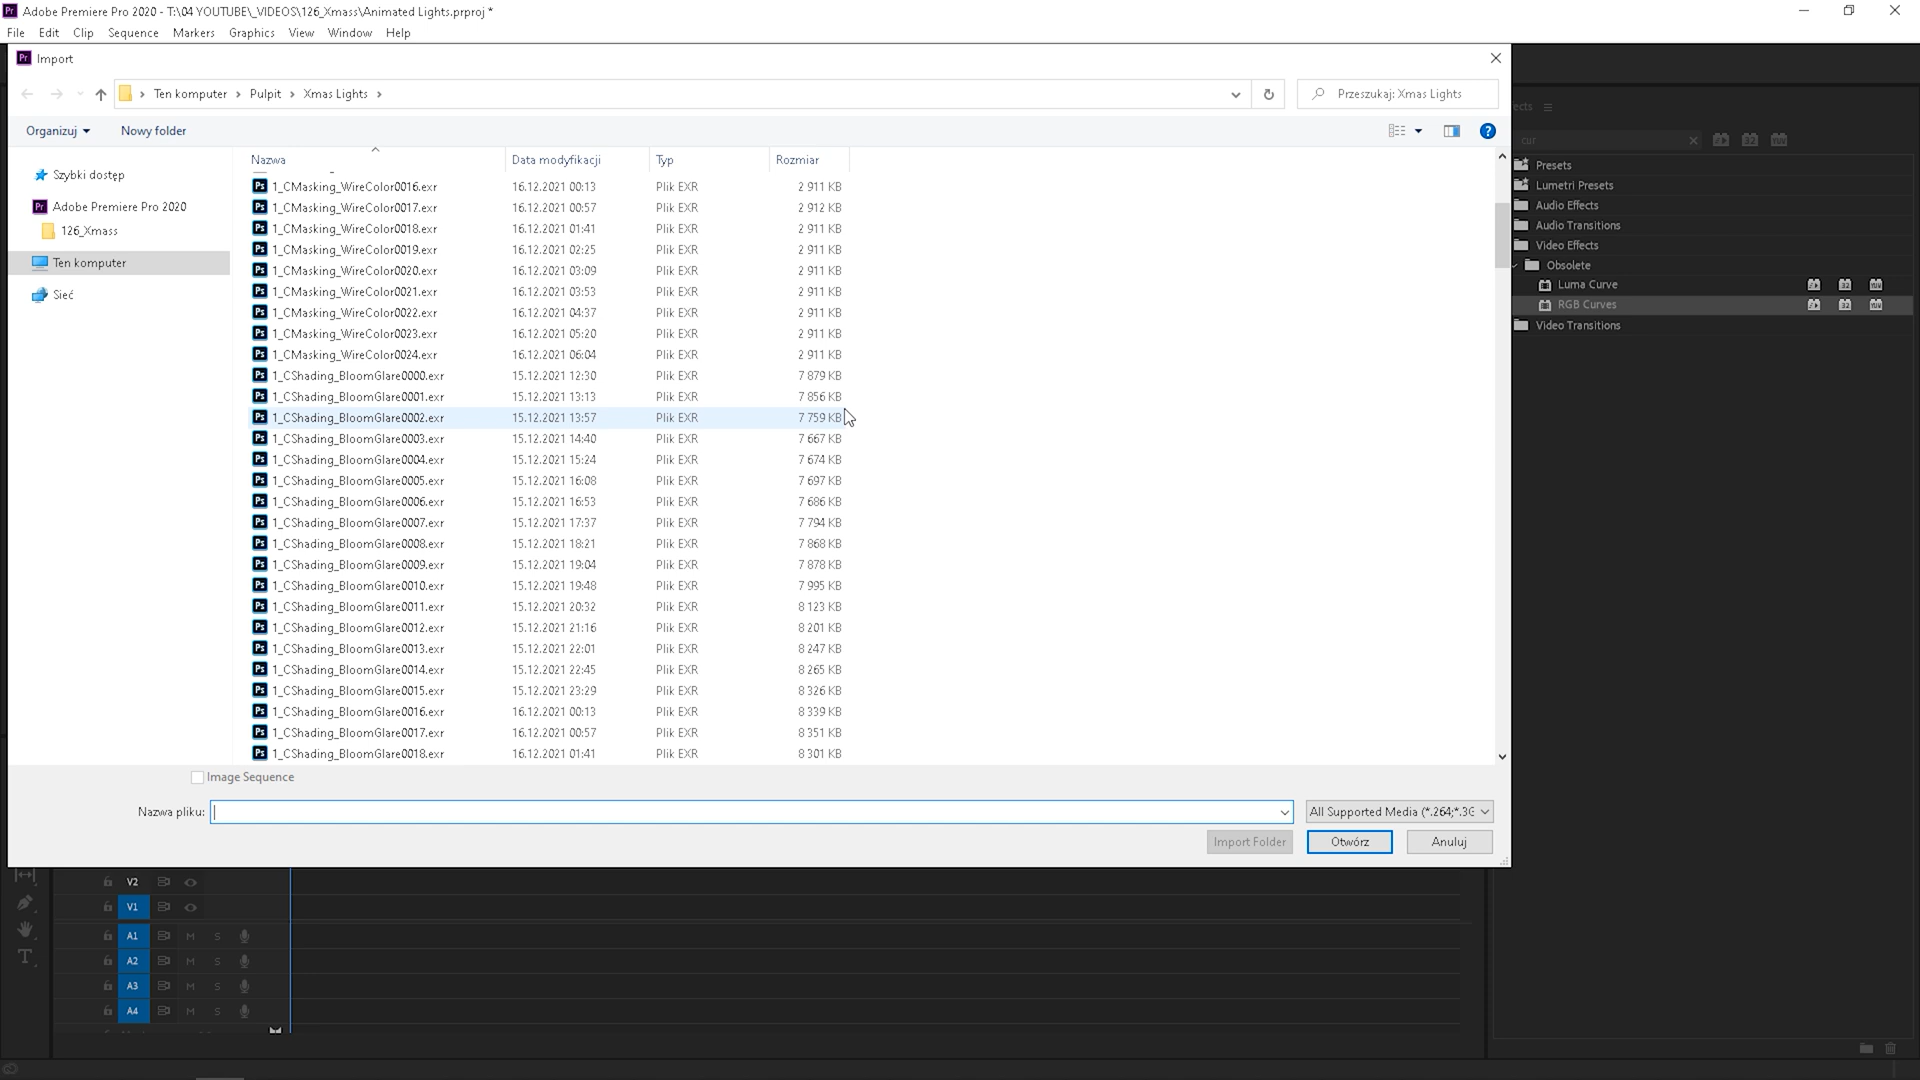 Adobe Premiere Pro 2020 - T:\04 YOUTUBE\_VIDEOS\126_Xmass\Animated Lights.prproj *
File Edit Clip Sequence Markers Graphics View Window Help
Import
Ten komputer > Pulpit > Xmas Lights >
Przeszukaj: Xmas Lights
Organizuj Nowy folder
Nazwa Data modyfikacji Typ Rozmiar
Szybki dostęp
Adobe Premiere Pro 2020
126_Xmass
Ten komputer
Sieć
1_CMasking_WireColor0016.exr 16.12.2021 00:13 Plik EXR 2 911 KB
1_CMasking_WireColor0017.exr 16.12.2021 00:57 Plik EXR 2 912 KB
1_CMasking_WireColor0018.exr 16.12.2021 01:41 Plik EXR 2 911 KB
1_CMasking_WireColor0019.exr 16.12.2021 02:25 Plik EXR 2 911 KB
1_CMasking_WireColor0020.exr 16.12.2021 03:09 Plik EXR 2 911 KB
1_CMasking_WireColor0021.exr 16.12.2021 03:53 Plik EXR 2 911 KB
1_CMasking_WireColor0022.exr 16.12.2021 04:37 Plik EXR 2 911 KB
1_CMasking_WireColor0023.exr 16.12.2021 05:20 Plik EXR 2 911 KB
1_CMasking_WireColor0024.exr 16.12.2021 06:04 Plik EXR 2 911 KB
1_CShading_BloomGlare0000.exr 15.12.2021 12:30 Plik EXR 7 879 KB
1_CShading_BloomGlare0001.exr 15.12.2021 13:13 Plik EXR 7 856 KB
1_CShading_BloomGlare0002.exr 15.12.2021 13:57 Plik EXR 7 759 KB
1_CShading_BloomGlare0003.exr 15.12.2021 14:40 Plik EXR 7 667 KB
1_CShading_BloomGlare0004.exr 15.12.2021 15:24 Plik EXR 7 674 KB
1_CShading_BloomGlare0005.exr 15.12.2021 16:08 Plik EXR 7 697 KB
1_CShading_BloomGlare0006.exr 15.12.2021 16:53 Plik EXR 7 686 KB
1_CShading_BloomGlare0007.exr 15.12.2021 17:37 Plik EXR 7 794 KB
1_CShading_BloomGlare0008.exr 15.12.2021 18:21 Plik EXR 7 868 KB
1_CShading_BloomGlare0009.exr 15.12.2021 19:04 Plik EXR 7 878 KB
1_CShading_BloomGlare0010.exr 15.12.2021 19:48 Plik EXR 7 995 KB
1_CShading_BloomGlare0011.exr 15.12.2021 20:32 Plik EXR 8 123 KB
1_CShading_BloomGlare0012.exr 15.12.2021 21:16 Plik EXR 8 201 KB
1_CShading_BloomGlare0013.exr 15.12.2021 22:01 Plik EXR 8 247 KB
1_CShading_BloomGlare0014.exr 15.12.2021 22:45 Plik EXR 8 265 KB
1_CShading_BloomGlare0015.exr 15.12.2021 23:29 Plik EXR 8 326 KB
1_CShading_BloomGlare0016.exr 16.12.2021 00:13 Plik EXR 8 339 KB
1_CShading_BloomGlare0017.exr 16.12.2021 00:57 Plik EXR 8 351 KB
1_CShading_BloomGlare0018.exr 16.12.2021 01:41 Plik EXR 8 301 KB
Image Sequence
Nazwa pliku:
All Supported Media (*.264;*.3G
Import Folder Otwórz Anuluj
ects
cur
Presets
Lumetri Presets
Audio Effects
Audio Transitions
Video Effects
Obsolete
Luma Curve
RGB Curves
Video Transitions
V2
V1
A1 M S
A2 M S
A3 M S
A4 M S